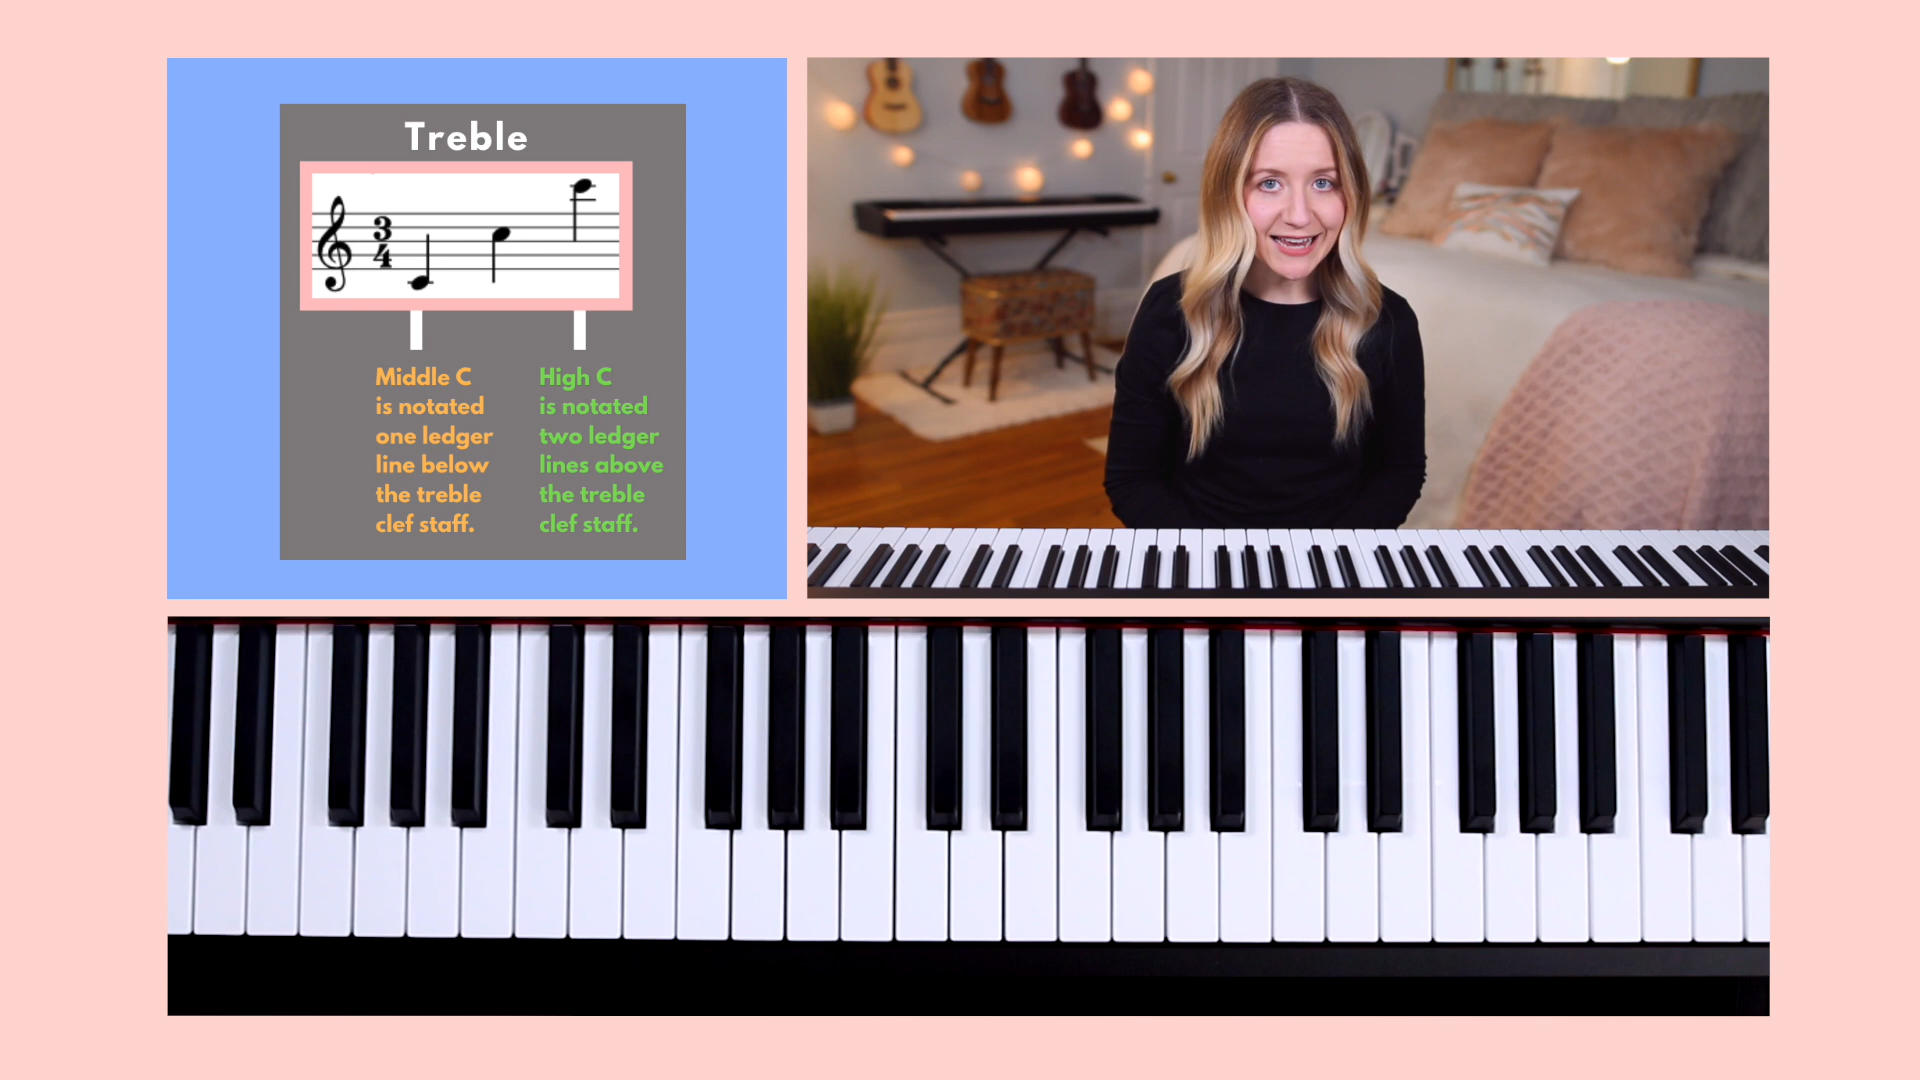 Treble
3
4
Middle C
is notated
one ledger
line below
the treble
clef staff.
High C
is notated
two ledger
lines above
the treble
clef staff.